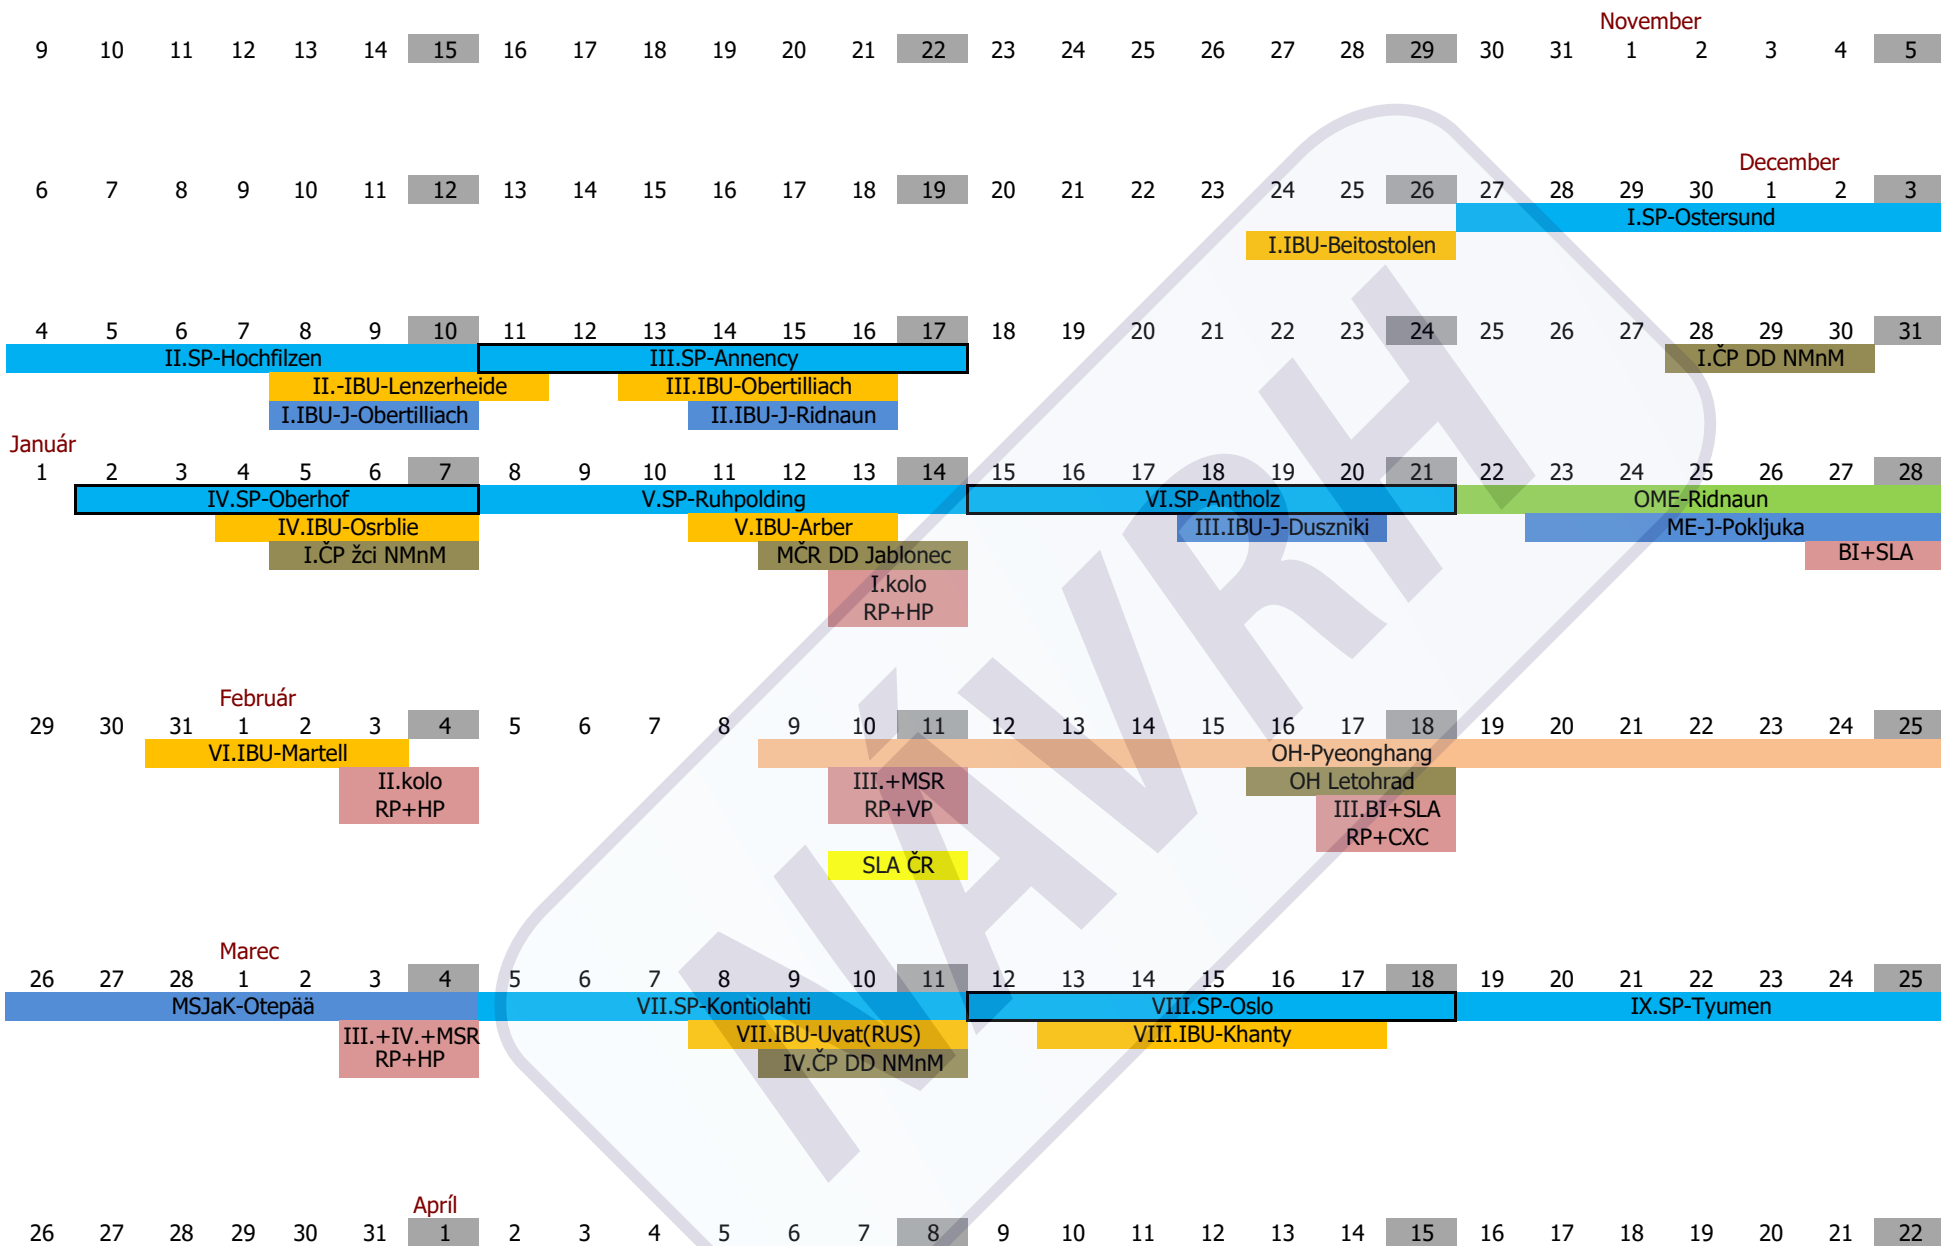 November
9 10 11 12 13 14 15 16 17 18 19 20 21 22 23 24 25 26 27 28 29 30 31 1 2 3 4 5
December
6 7 8 9 10 11 12 13 14 15 16 17 18 19 20 21 22 23 24 25 26 27 28 29 30 1 2 3
I.SP-Ostersund
I.IBU-Beitostolen
4 5 6 7 8 9 10 11 12 13 14 15 16 17 18 19 20 21 22 23 24 25 26 27 28 29 30 31
II.SP-Hochfilzen III.SP-Annency I.ČP DD NMnM
II.-IBU-Lenzerheide III.IBU-Obertilliach
I.IBU-J-Obertilliach II.IBU-J-Ridnaun
Január
1 2 3 4 5 6 7 8 9 10 11 12 13 14 15 16 17 18 19 20 21 22 23 24 25 26 27 28
IV.SP-Oberhof V.SP-Ruhpolding VI.SP-Antholz OME-Ridnaun
IV.IBU-Osrblie V.IBU-Arber III.IBU-J-Duszniki ME-J-Pokljuka
I.ČP žci NMnM MČR DD Jablonec BI+SLA
I.kolo
RP+HP
Február
29 30 31 1 2 3 4 5 6 7 8 9 10 11 12 13 14 15 16 17 18 19 20 21 22 23 24 25
VI.IBU-Martell OH-Pyeonghang
II.kolo III.+MSR OH Letohrad
RP+HP RP+VP III.BI+SLA
RP+CXC
SLA ČR
Marec
26 27 28 1 2 3 4 5 6 7 8 9 10 11 12 13 14 15 16 17 18 19 20 21 22 23 24 25
MSJaK-Otepää VII.SP-Kontiolahti VIII.SP-Oslo IX.SP-Tyumen
III.+IV.+MSR VII.IBU-Uvat(RUS) VIII.IBU-Khanty
RP+HP IV.ČP DD NMnM
Apríl
26 27 28 29 30 31 1 2 3 4 5 6 7 8 9 10 11 12 13 14 15 16 17 18 19 20 21 22
NÁVRH